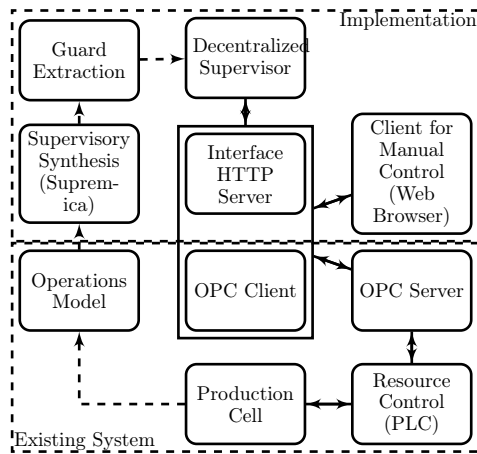 Implementation
Guard
Extraction
Decentralized
Supervisor
Supervisory
Synthesis
(Suprem-
ica)
Interface
HTTP
Server
Client for
Manual
Control
(Web
Browser)
Operations
Model
OPC Client
OPC Server
Production
Cell
Resource
Control
(PLC)
Existing System